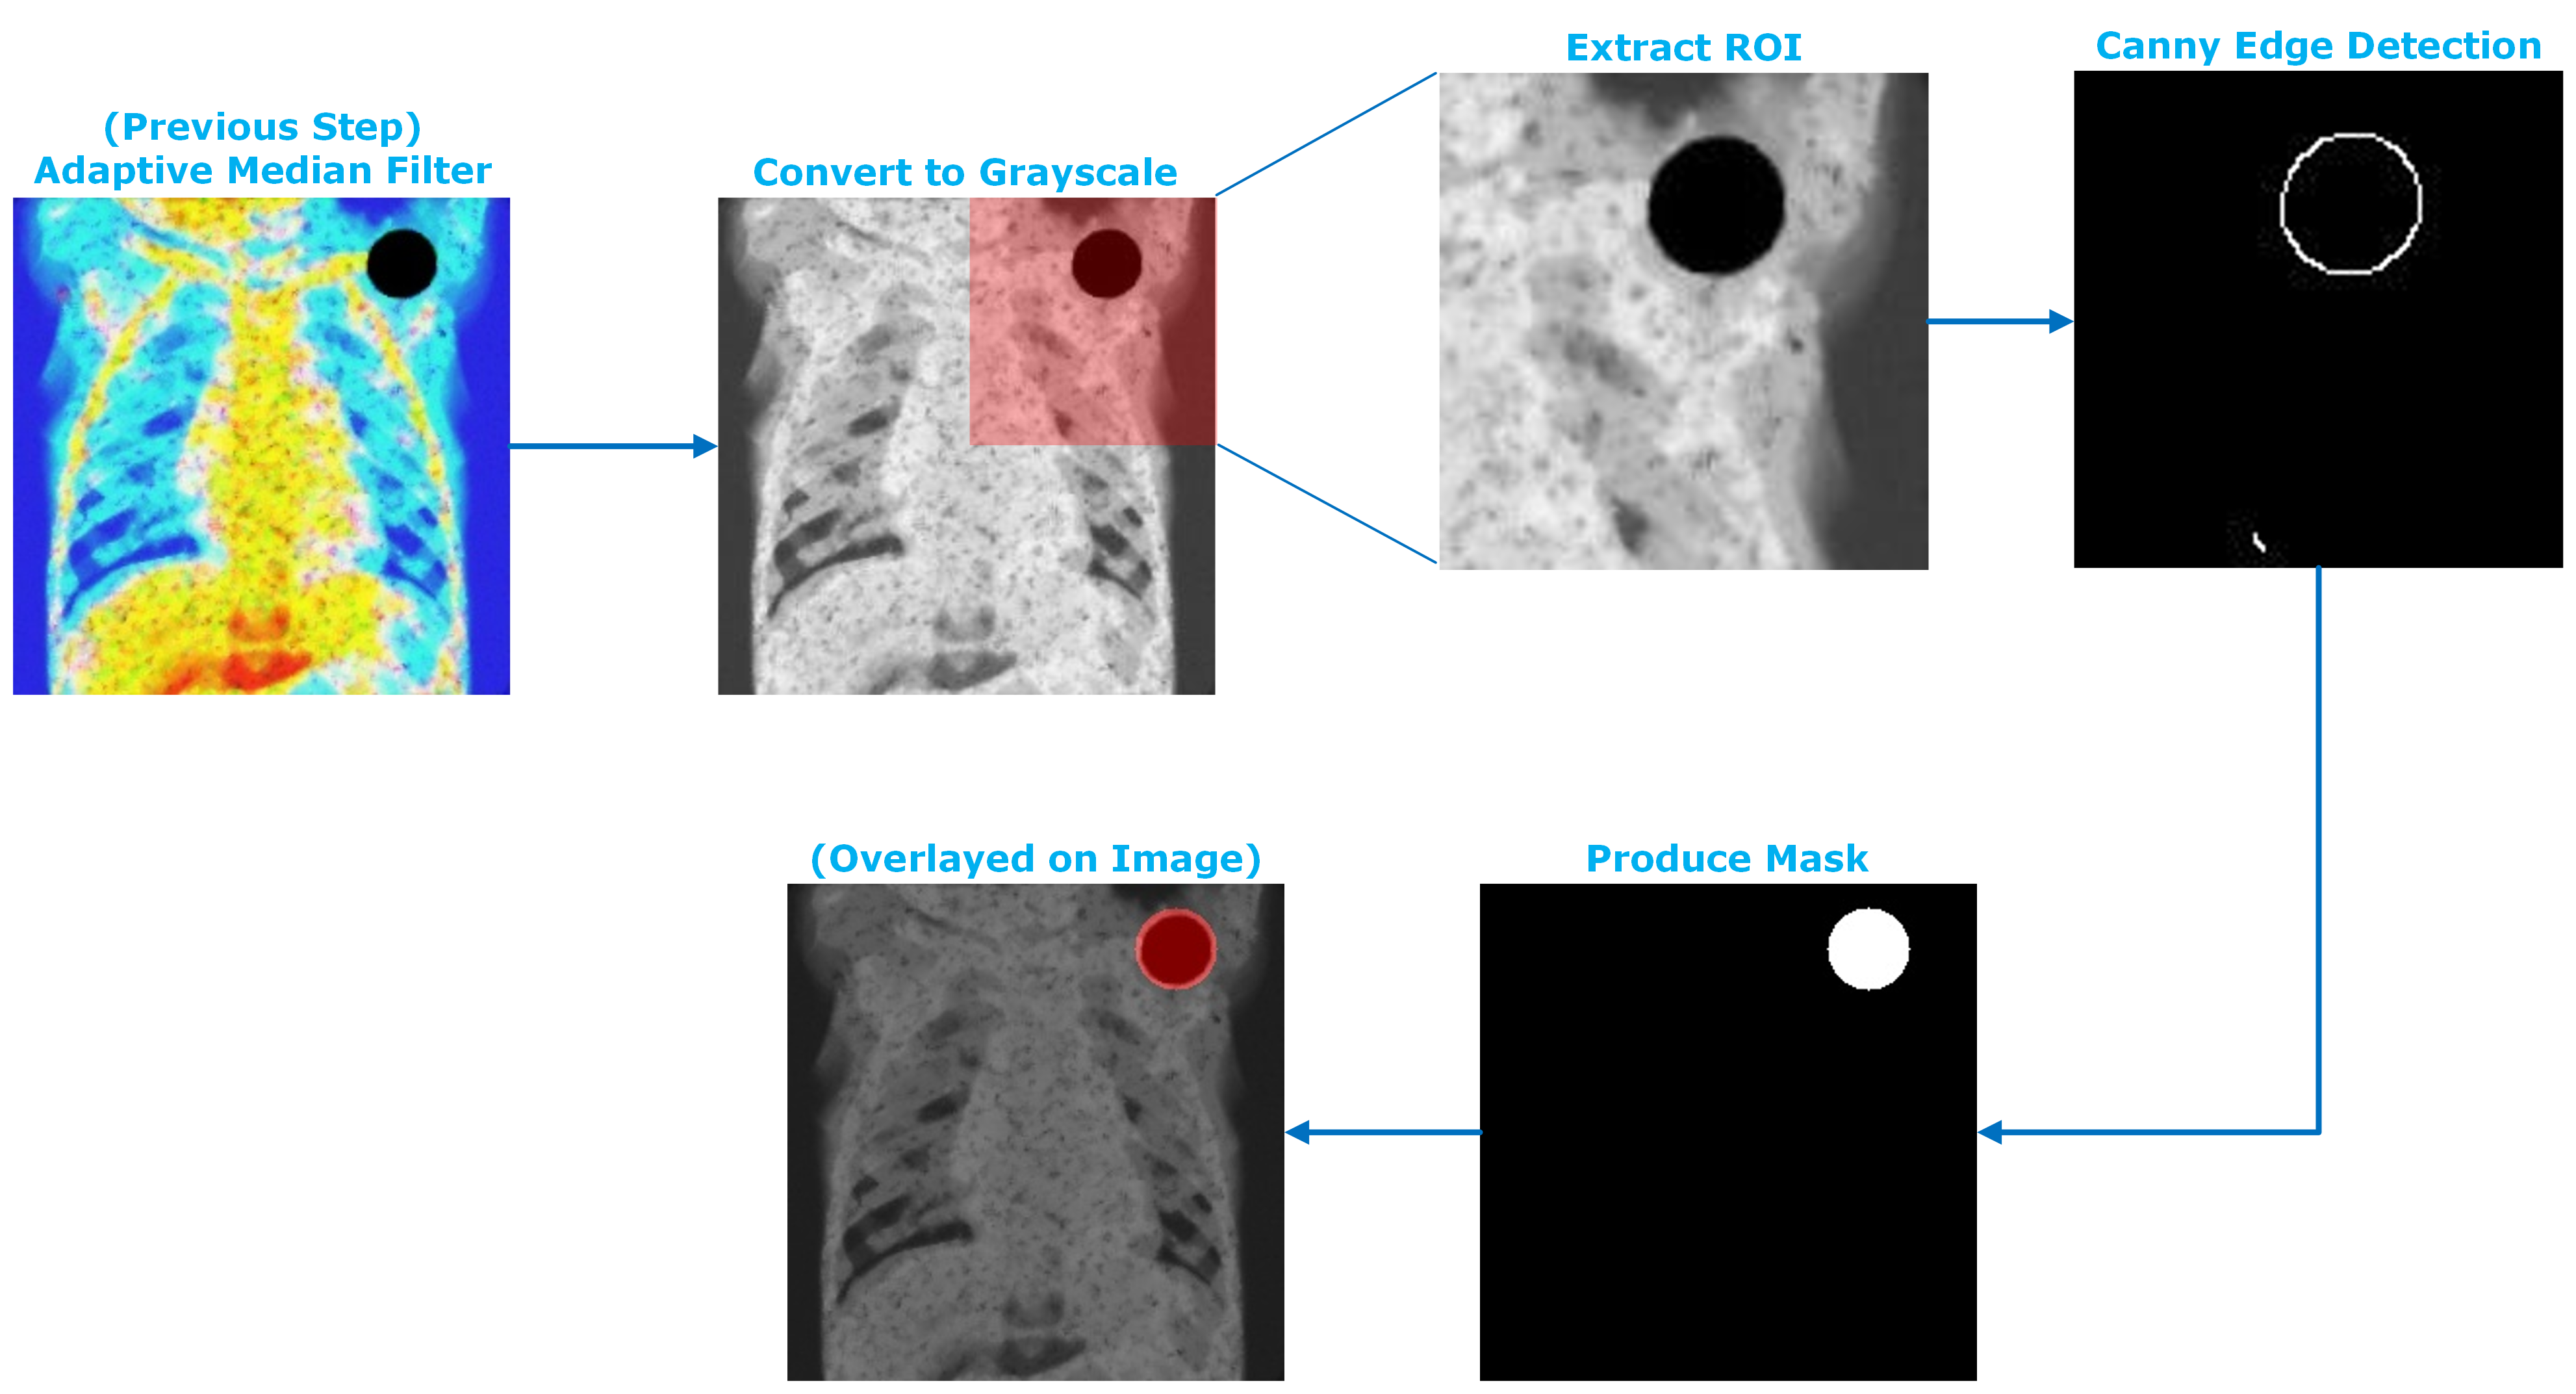 (Previous Step)
Adaptive Median Filter
Convert to Grayscale
Extract ROI
Canny Edge Detection
(Overlayed on Image)
Produce Mask